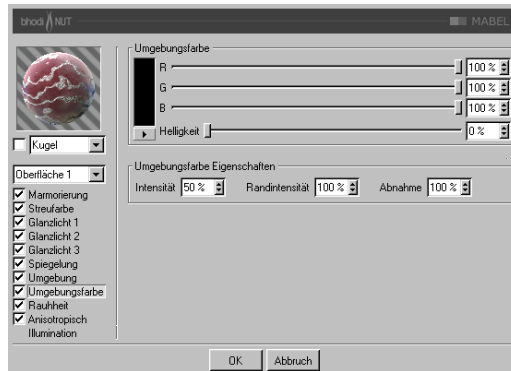 bhodi NUT
MABEL
Umgebungsfarbe
R 100 %
G 100 %
B 100 %
Helligkeit 0 %
Kugel
Oberfläche 1
Marmorierung
Streufarbe
Glanzlicht 1
Glanzlicht 2
Glanzlicht 3
Spiegelung
Umgebung
Umgebungsfarbe
Rauhheit
Anisotropisch
Illumination
Umgebungsfarbe Eigenschaften
Intensität 50 % Randintensität 100 % Abnahme 100 %
OK Abbruch